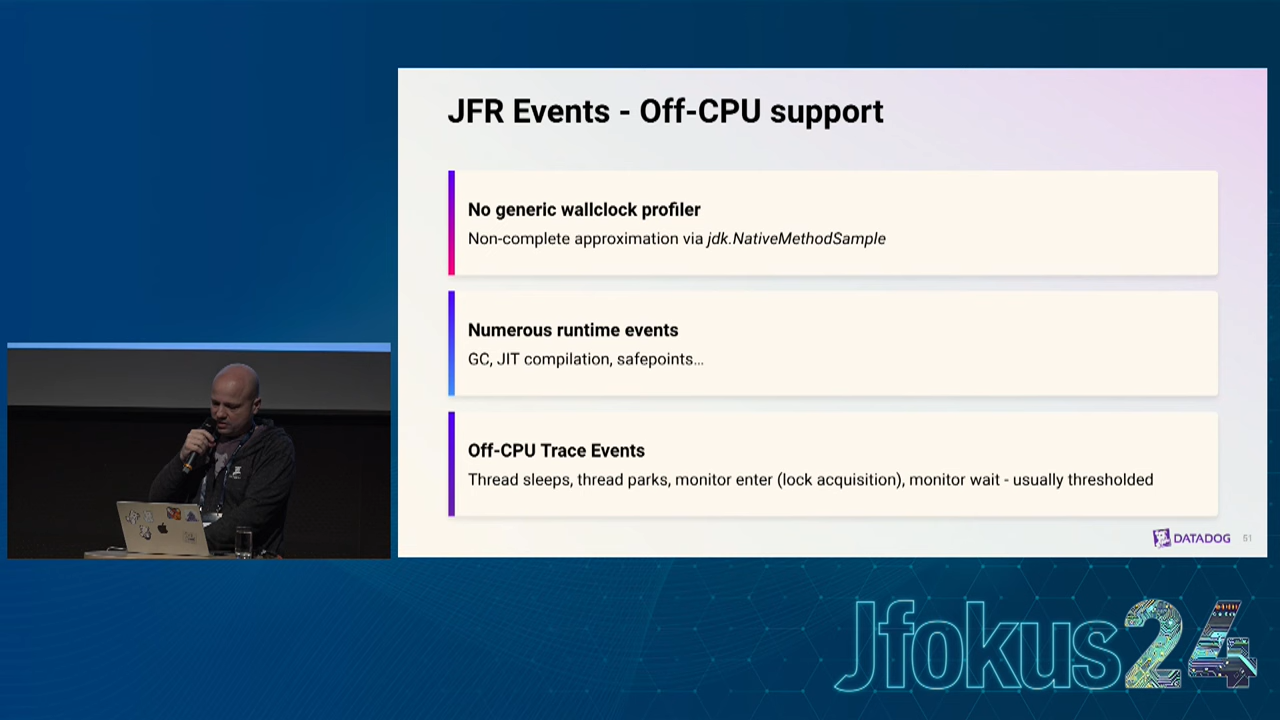 JFR Events - Off-CPU support
No generic wallclock profiler
Non-complete approximation via jdk.NativeMethodSample
Numerous runtime events
GC, JIT compilation, safepoints...
Off-CPU Trace Events
Thread sleeps, thread parks, monitor enter (lock acquisition), monitor wait - usually thresholded
DATADOG 51
Jfokus24